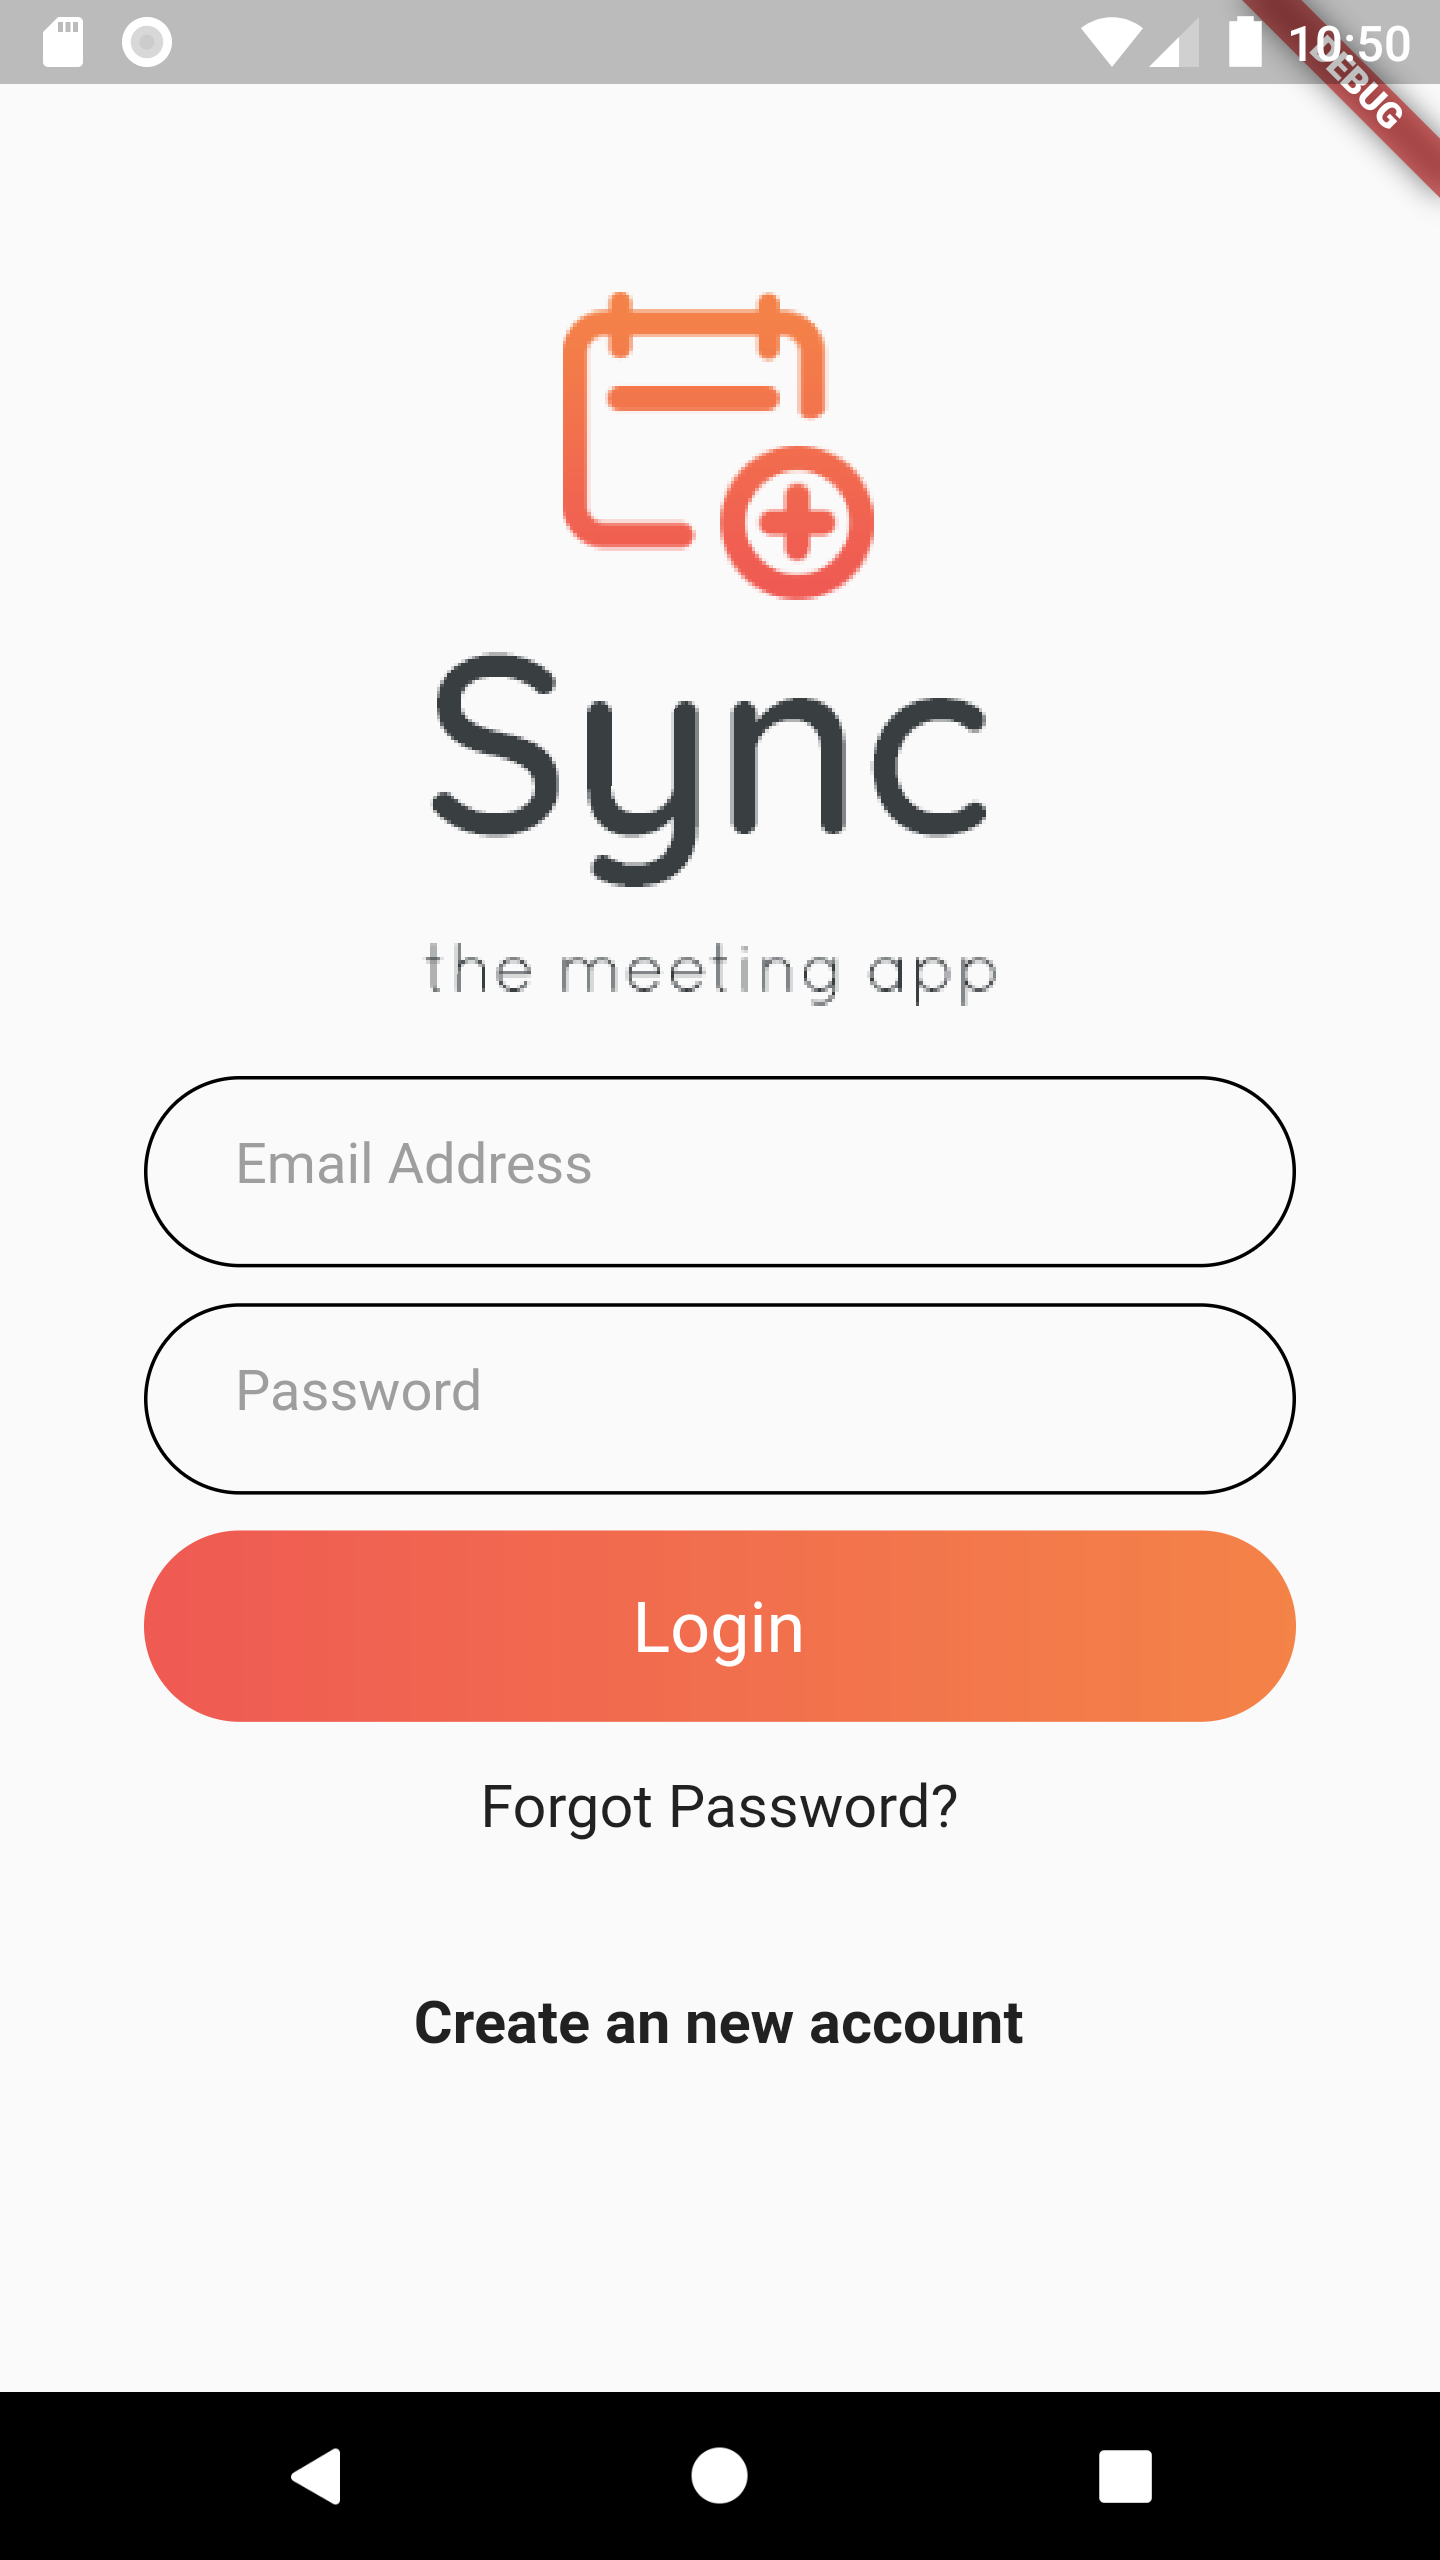 10:50
DEBUG
Sync
the meeting app
Email Address
Password
Login
Forgot Password?
Create an new account